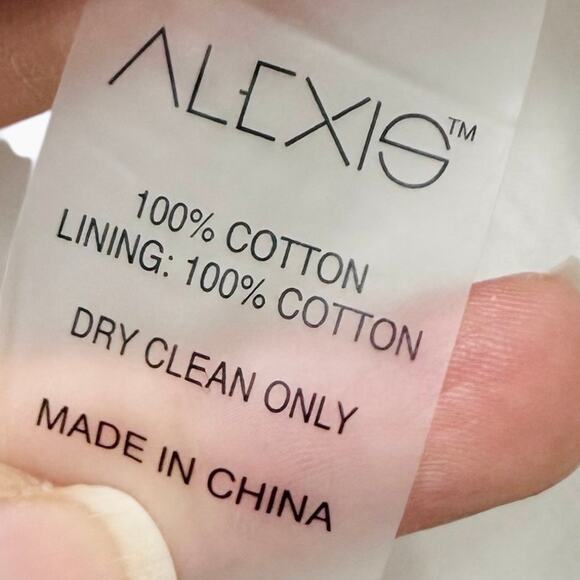 ALEXIS™
100% COTTON
LINING: 100% COTTON
DRY CLEAN ONLY
MADE IN CHINA